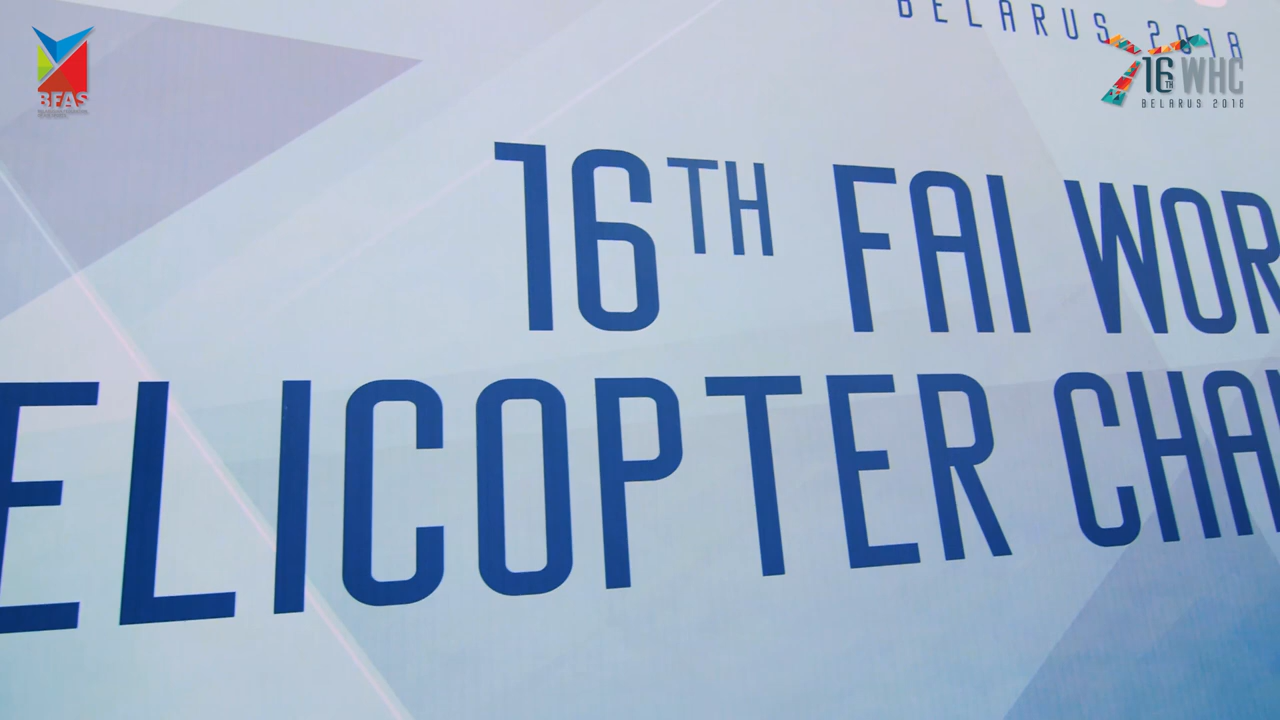 BELARUS 2018
BFAS
16TH WHC
BELARUS 2018
16TH FAI WOR
ELICOPTER CHA